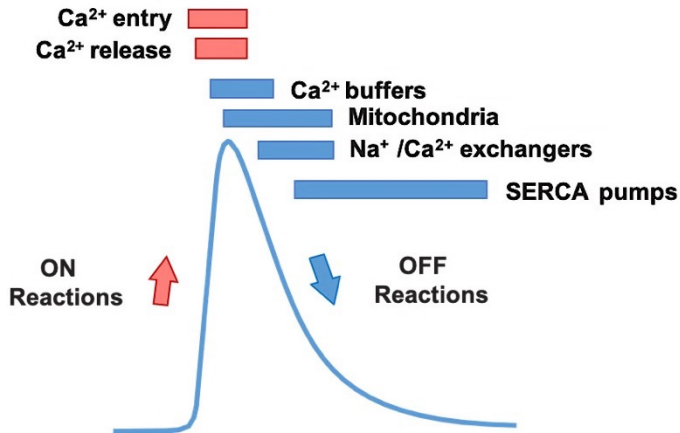 Ca²⁺ entry
Ca²⁺ release
Ca²⁺ buffers
Mitochondria
Na⁺ /Ca²⁺ exchangers
SERCA pumps
ON
Reactions
OFF
Reactions